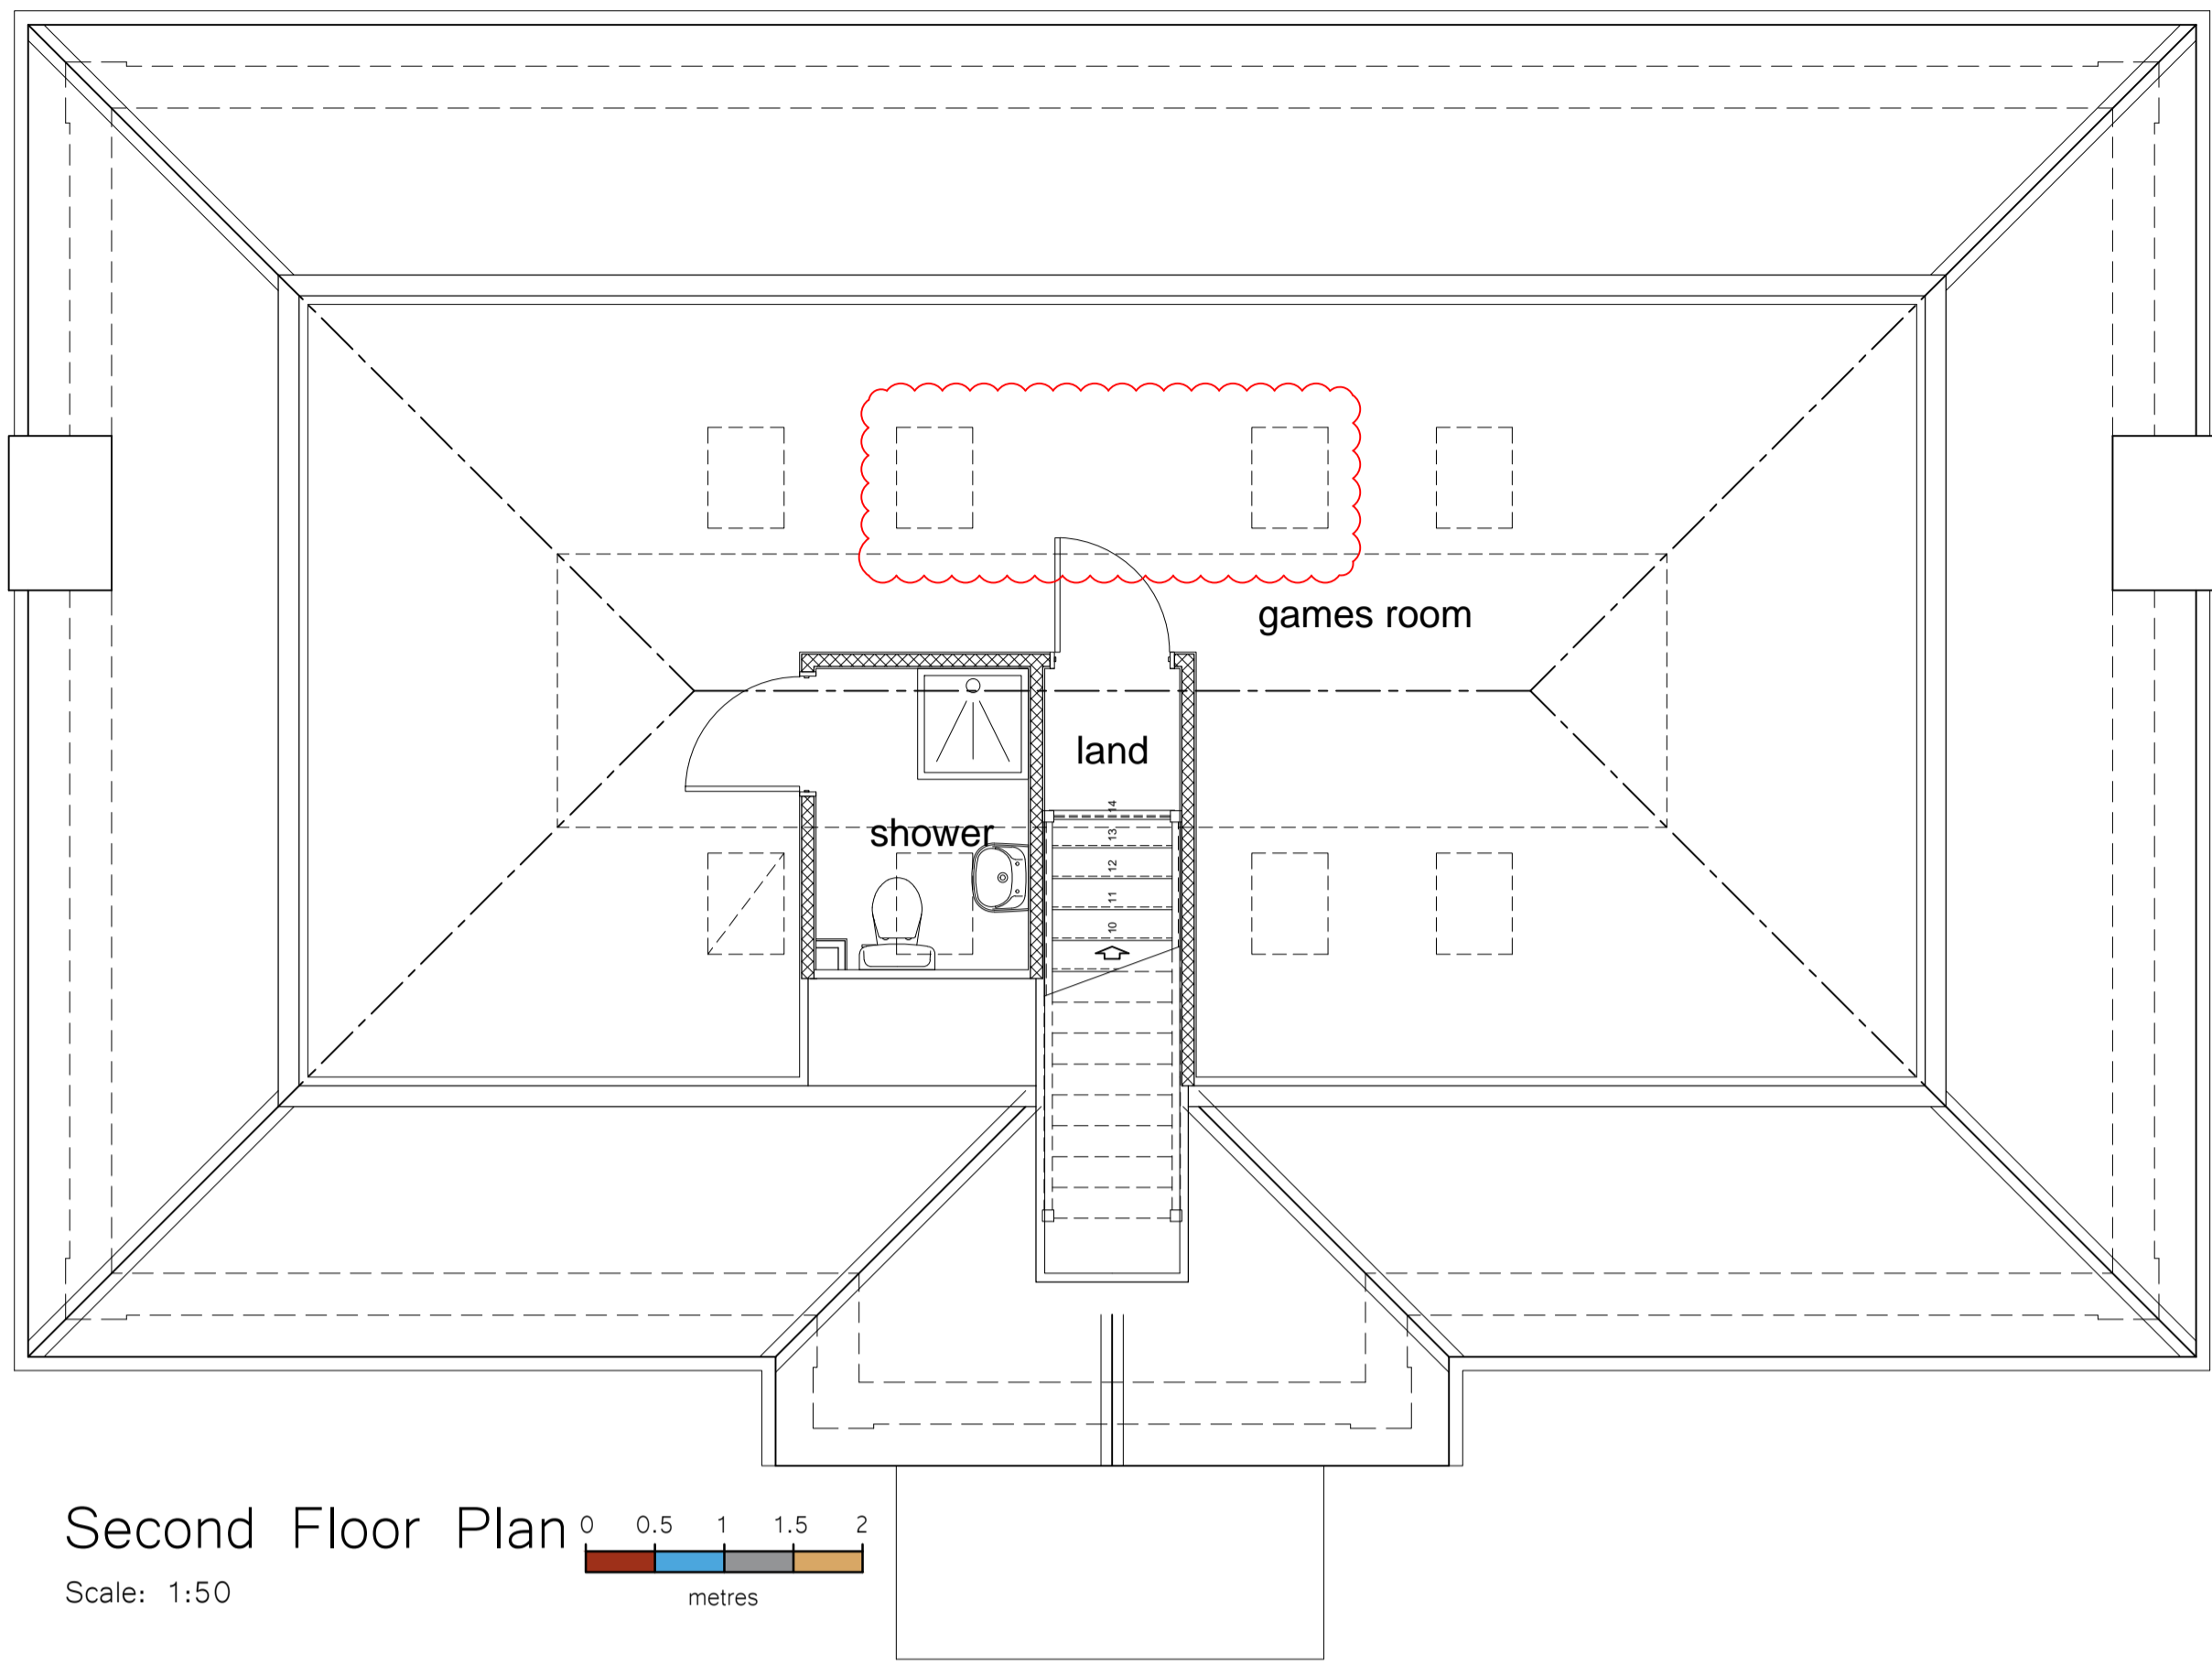 games room
land
shower
14
13
12
11
10
Second Floor Plan
0 0.5 1 1.5 2
metres
Scale: 1:50